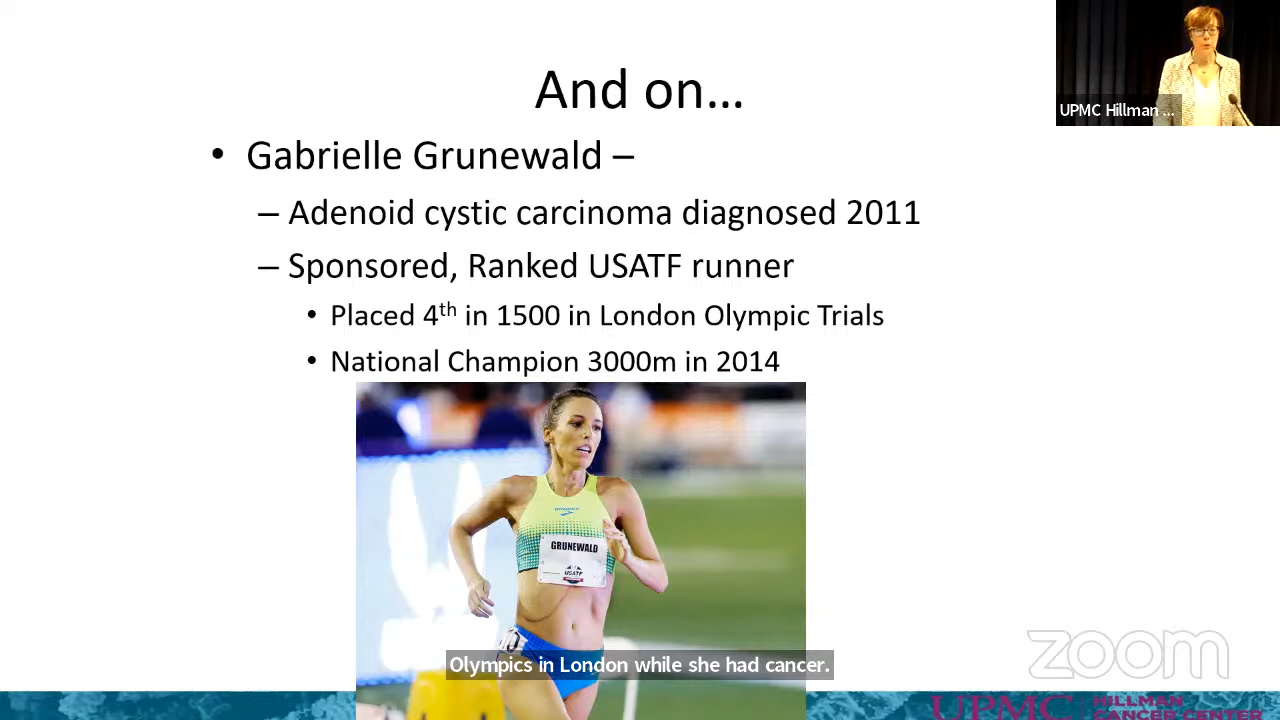 And on…
UPMC Hillman ...
• Gabrielle Grunewald –
– Adenoid cystic carcinoma diagnosed 2011
– Sponsored, Ranked USATF runner
• Placed 4th in 1500 in London Olympic Trials
• National Champion 3000m in 2014
GRUNEWALD
USATF
Olympics in London while she had cancer.
zoom
UPMC | HILLMAN
CANCER CENTER